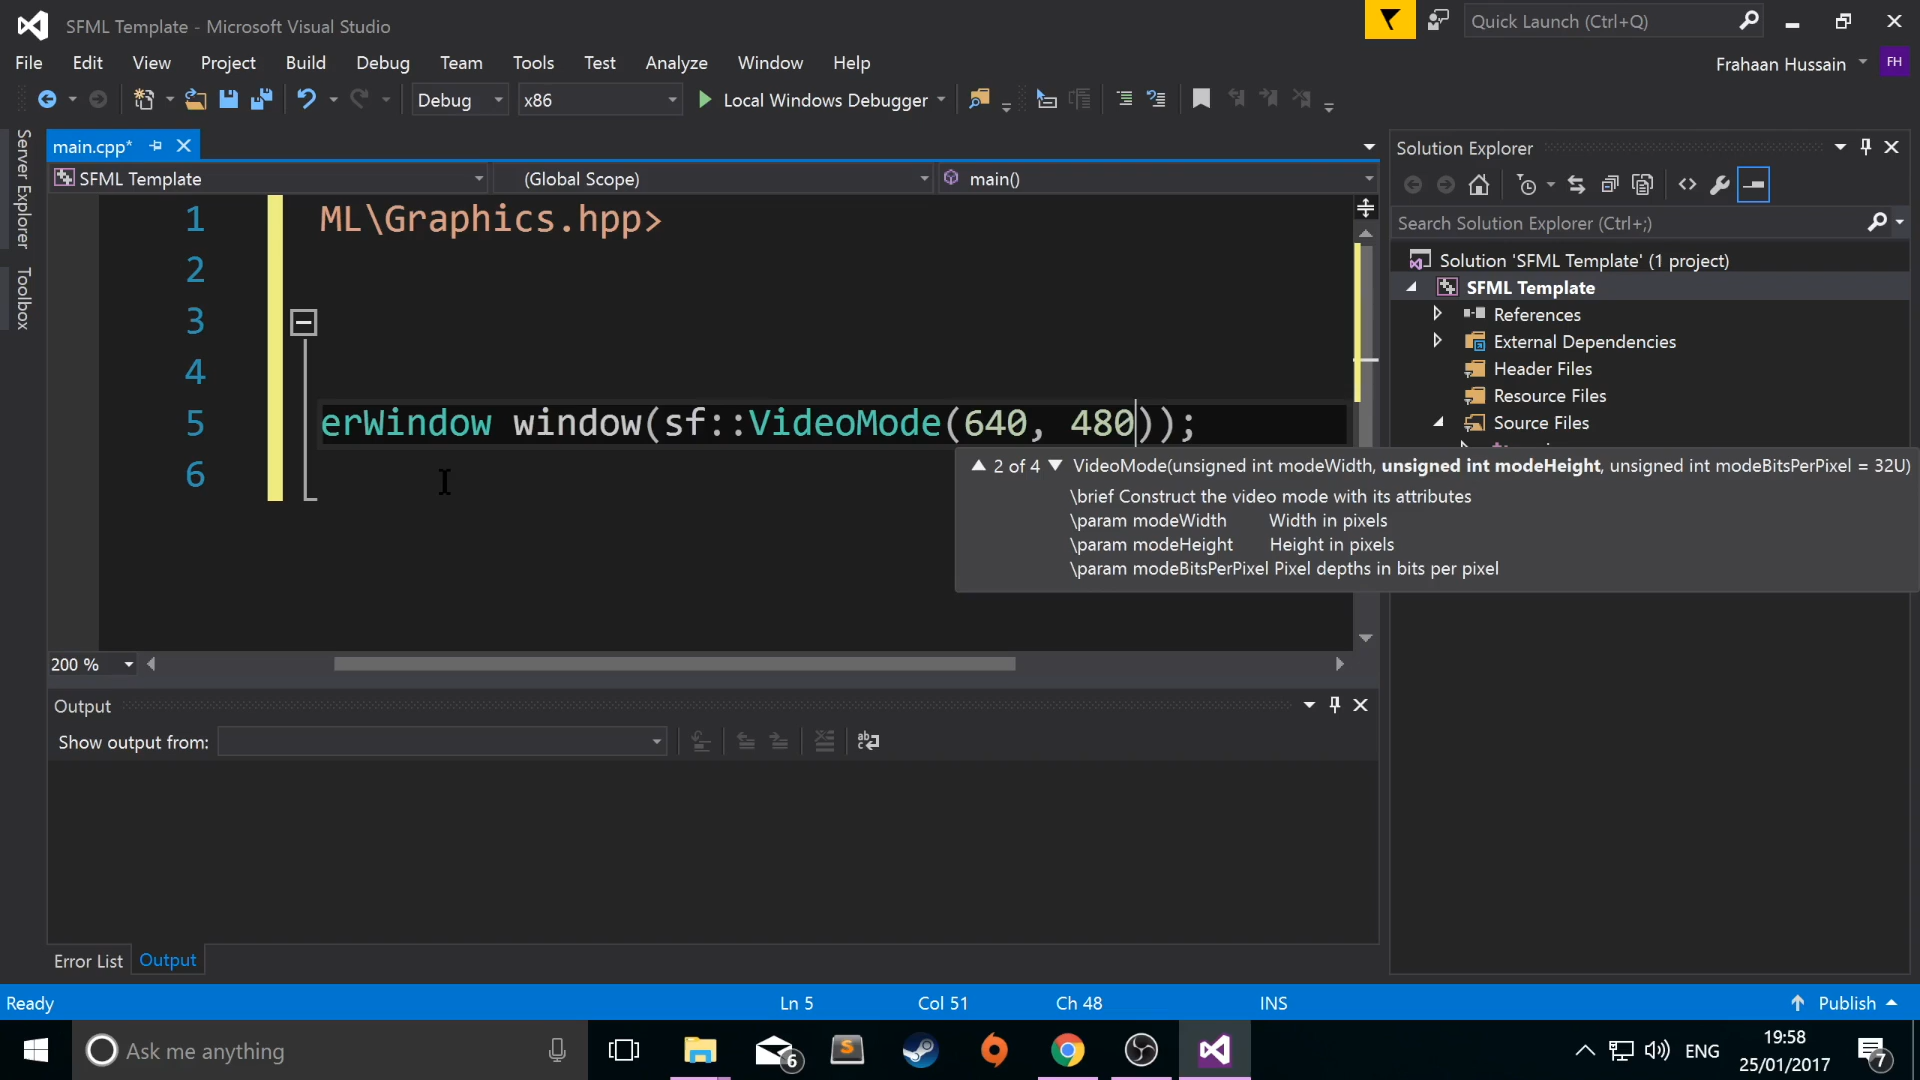 SFML Template - Microsoft Visual Studio
Quick Launch (Ctrl+Q)
File Edit View Project Build Debug Team Tools Test Analyze Window Help
Frahaan Hussain FH
Debug x86 Local Windows Debugger
Server Explorer
Toolbox
main.cpp*
SFML Template (Global Scope) main()
1 ML\Graphics.hpp>
2
3
4
5 erWindow window(sf::VideoMode(640, 480));
6
2 of 4 VideoMode(unsigned int modeWidth, unsigned int modeHeight, unsigned int modeBitsPerPixel = 32U)
\brief Construct the video mode with its attributes
\param modeWidth Width in pixels
\param modeHeight Height in pixels
\param modeBitsPerPixel Pixel depths in bits per pixel
200 %
Solution Explorer
Search Solution Explorer (Ctrl+;)
Solution 'SFML Template' (1 project)
SFML Template
References
External Dependencies
Header Files
Resource Files
Source Files
Output
Show output from:
Error List Output
Ready Ln 5 Col 51 Ch 48 INS Publish
Ask me anything
6
S
ENG
19:58
25/01/2017
7